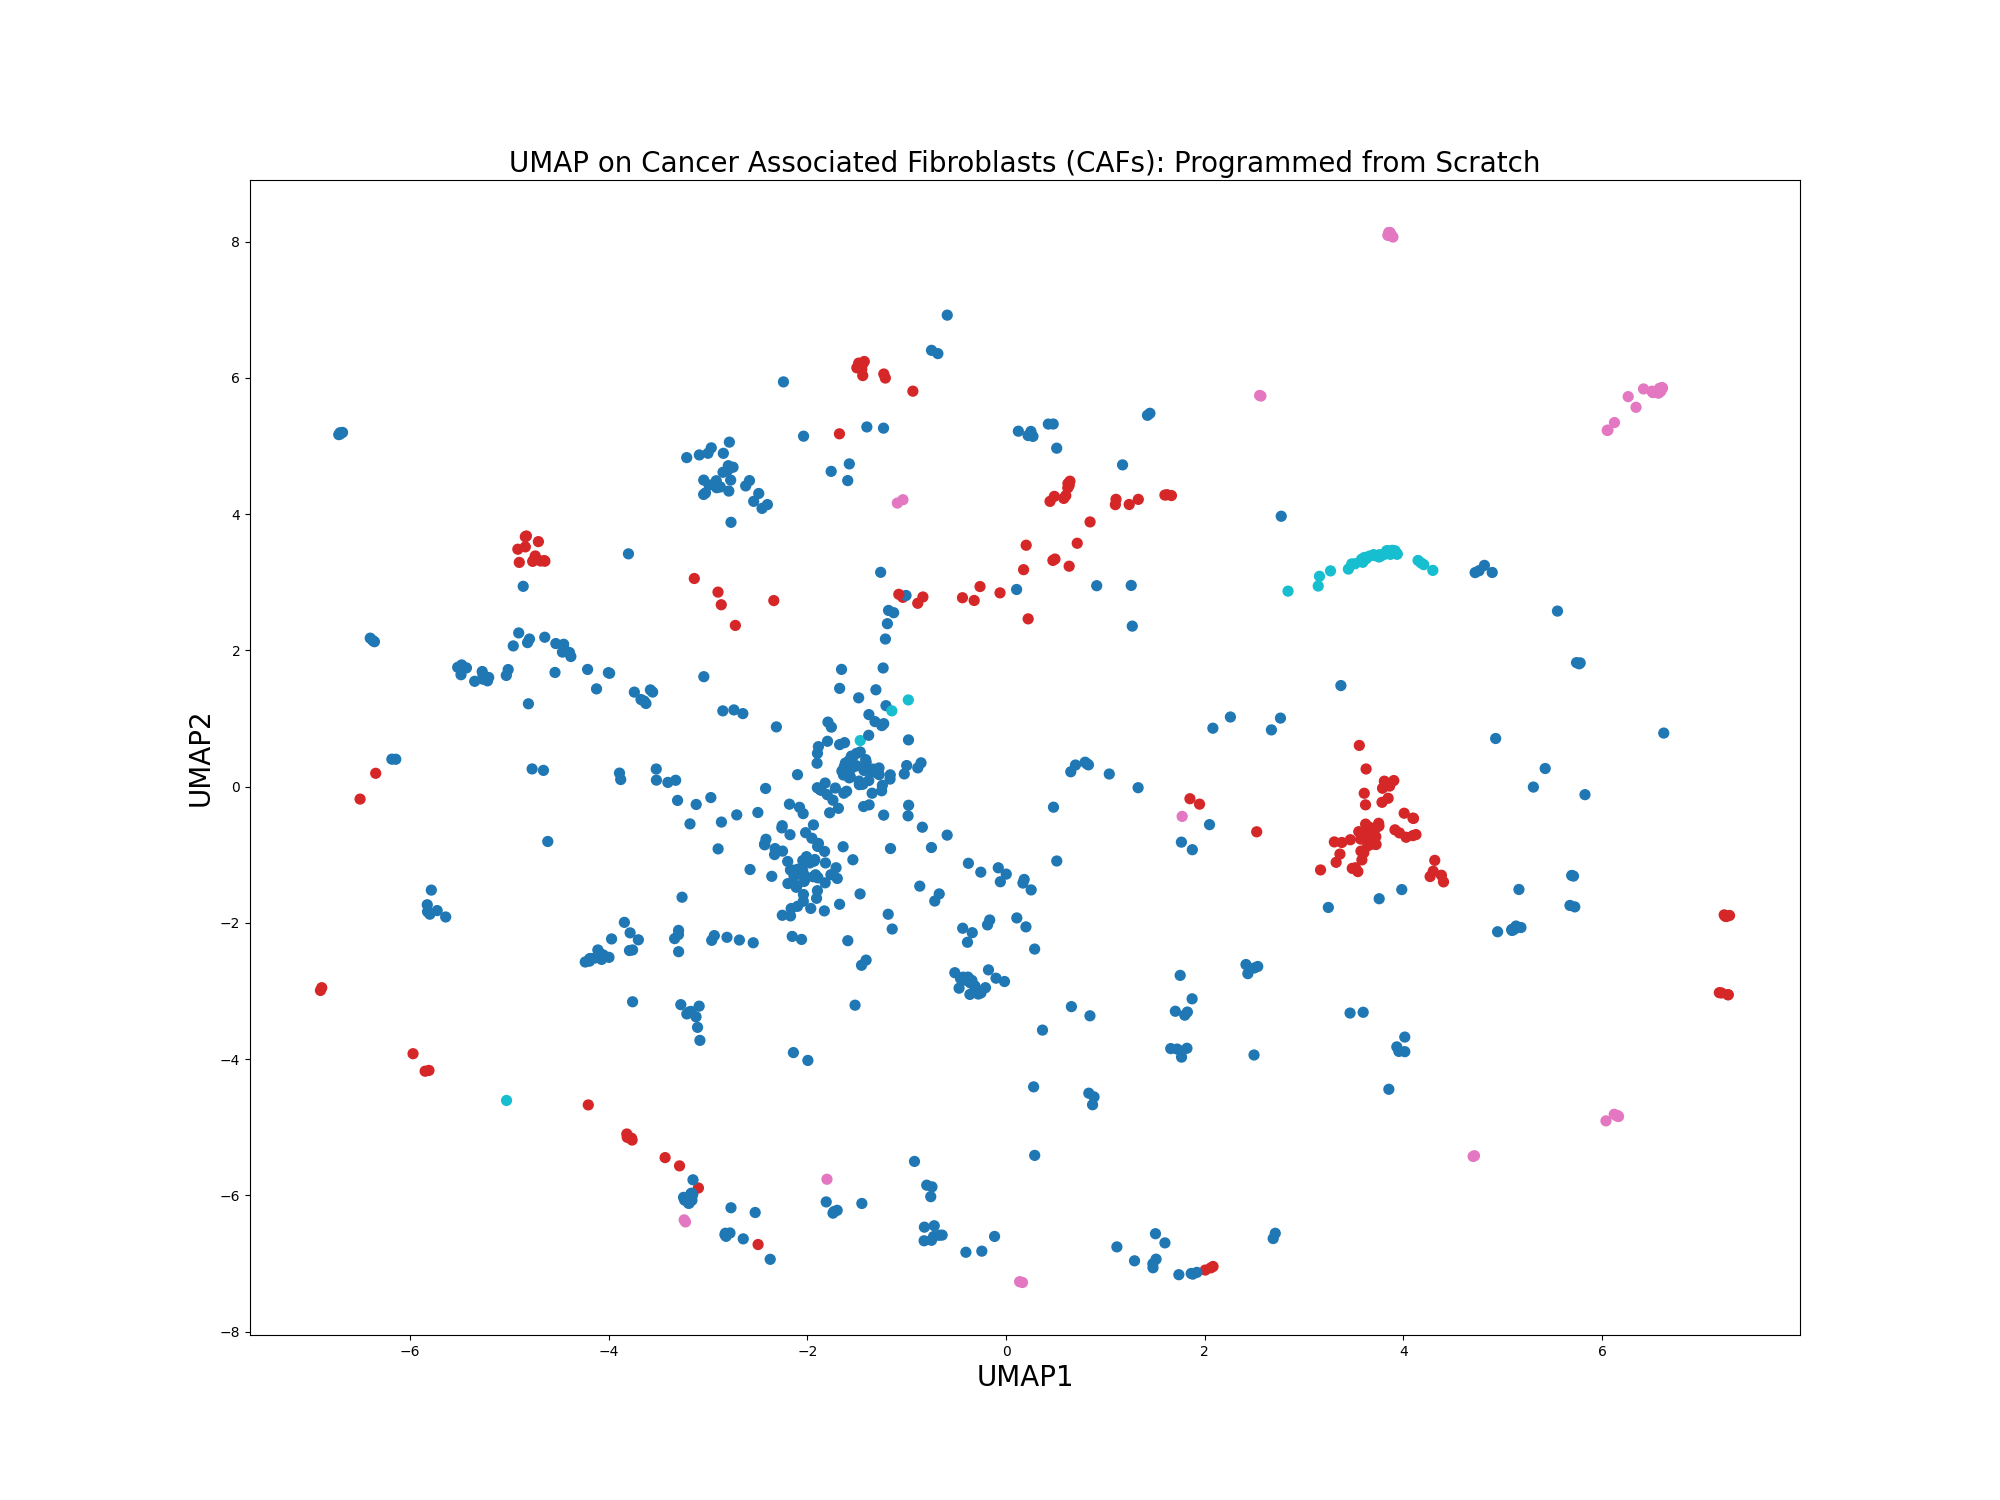 UMAP on Cancer Associated Fibroblasts (CAFs): Programmed from Scratch
8
6
4
2
0
−2
−4
−6
−8
UMAP2
−6 −4 −2 0 2 4 6
UMAP1